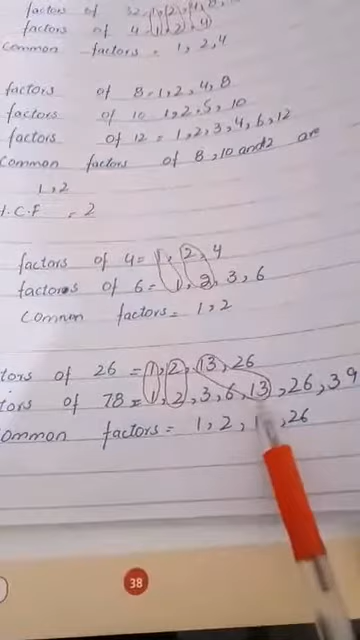 factors of 32
factors of 4 = 1, 2, 4
common factors = 1, 2, 4
factors of 8 = 1, 2, 4, 8
factors of 10 1, 2, 5, 10
factors of 12 = 1, 2, 3, 4, 6, 12
common factors of 8, 10 and 12 are
1, 2
H.C.F = 2
factors of 4 = 1, 2, 4
factors of 6 = 1, 2, 3, 6
common factors = 1, 2
tors of 26 = 1, 2, 13, 26
tors of 78 = 1, 2, 3, 6, 13, 26, 39
ommon factors = 1, 2, 1 , 26
38